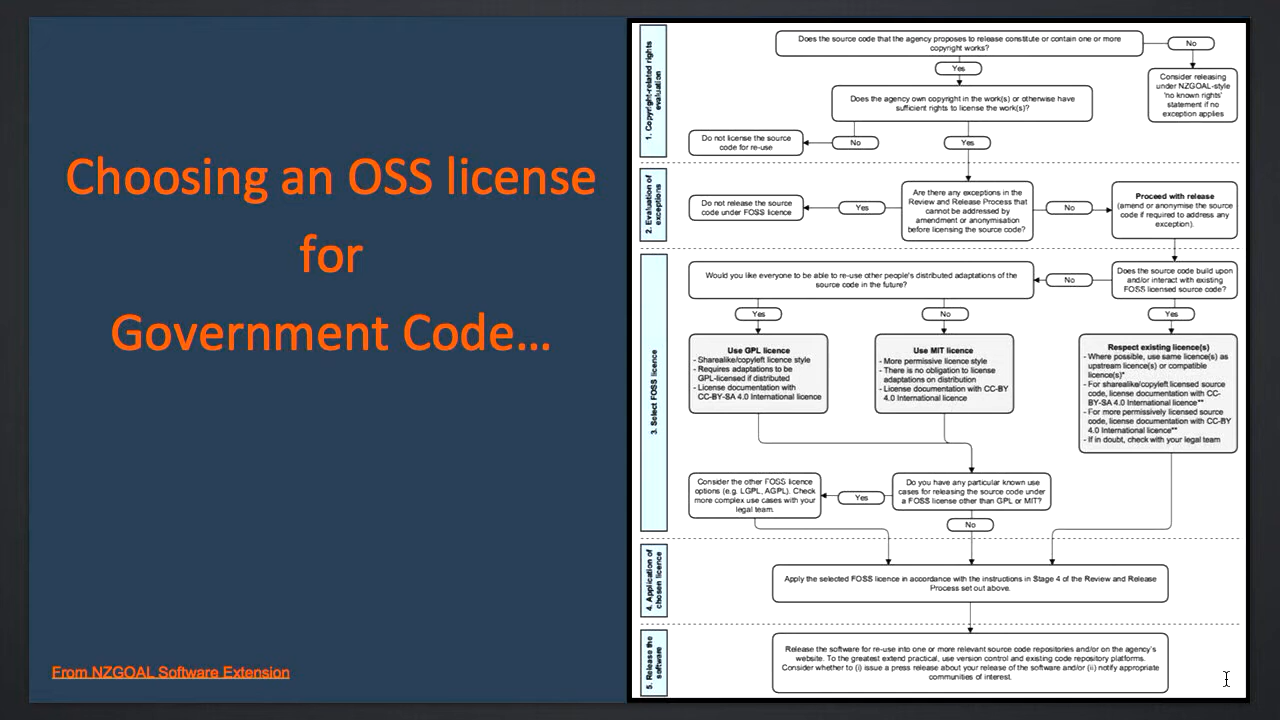 Choosing an OSS license
for
Government Code...
From NZGOAL Software Extension
1. Copyright-related rights
evaluation
Does the source code that the agency proposes to release constitute or contain one or more
copyright works?
No
Yes
Consider releasing
under NZGOAL-style
'no known rights'
statement if no
exception applies
Does the agency own copyright in the work(s) or otherwise have
sufficient rights to license the work(s)?
Do not license the source
code for re-use
No
Yes
2. Evaluation of
exceptions
Do not release the source
code under FOSS licence
Yes
Are there any exceptions in the
Review and Release Process that
cannot be addressed by
amendment or anonymisation
before licensing the source code?
No
Proceed with release
(amend or anonymise the source
code if required to address any
exception).
3. Select FOSS licence
Would you like everyone to be able to re-use other people's distributed adaptations of the
source code in the future?
No
Does the source code build upon
and/or interact with existing
FOSS licensed source code?
Yes
No
Yes
Use GPL licence
- Sharealike/copyleft licence style
- Requires adaptations to be
GPL-licensed if distributed
- License documentation with
CC-BY-SA 4.0 International licence
Use MIT licence
- More permissive licence style
- There is no obligation to license
adaptations on distribution
- License documentation with CC-BY
4.0 International licence
Respect existing licence(s)
- Where possible, use same licence(s) as
upstream licence(s) or compatible
licence(s)*
- For sharealike/copyleft licensed source
code, license documentation with CC-
BY-SA 4.0 International licence**
- For more permissively licensed source
code, license documentation with CC-BY
4.0 International licence**
- If in doubt, check with your legal team
Consider the other FOSS licence
options (e.g. LGPL, AGPL). Check
more complex use cases with your
legal team.
Yes
Do you have any particular known use
cases for releasing the source code under
a FOSS license other than GPL or MIT?
No
4. Application of
chosen licence
Apply the selected FOSS licence in accordance with the instructions in Stage 4 of the Review and Release
Process set out above.
5. Release the
software
Release the software for re-use into one or more relevant source code repositories and/or on the agency's
website. To the greatest extend practical, use version control and existing code repository platforms.
Consider whether to (i) issue a press release about your release of the software and/or (ii) notify appropriate
communities of interest.